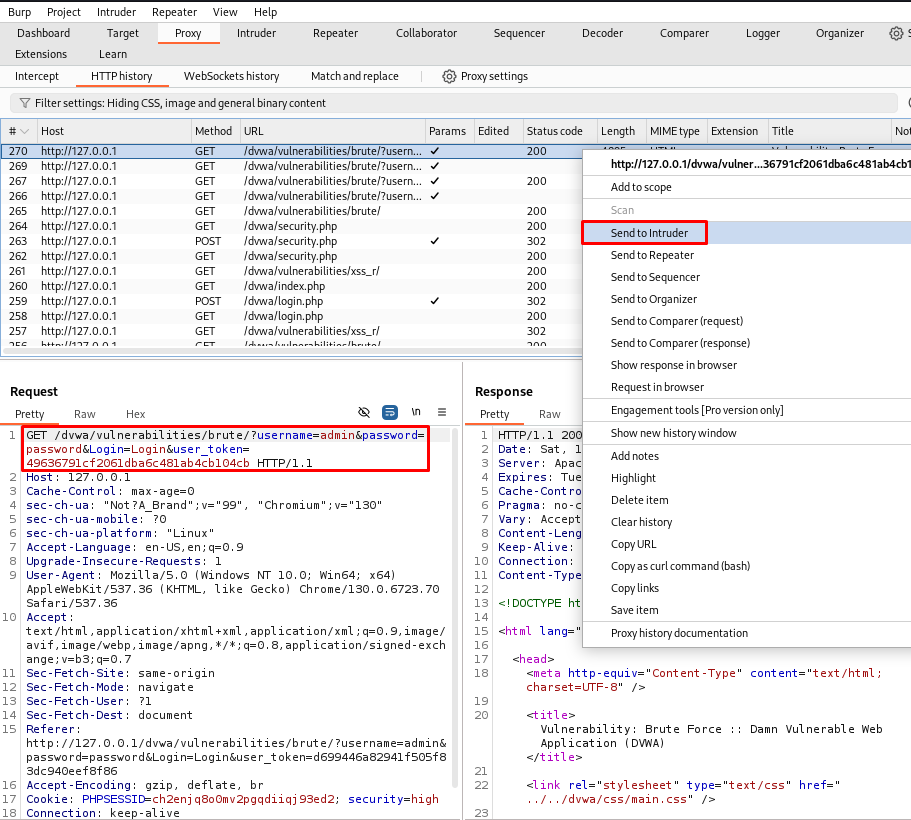 Burp Project Intruder Repeater View Help
Dashboard Target Proxy Intruder Repeater Collaborator Sequencer Decoder Comparer Logger Organizer
Extensions Learn
Intercept HTTP history WebSockets history Match and replace Proxy settings
Filter settings: Hiding CSS, image and general binary content
# Host Method URL Params Edited Status code Length MIME type Extension Title Not
270 http://127.0.0.1 GET /dvwa/vulnerabilities/brute/?usern... ✓ 200
269 http://127.0.0.1 GET /dvwa/vulnerabilities/brute/?usern... ✓
267 http://127.0.0.1 GET /dvwa/vulnerabilities/brute/?usern... ✓ 200
266 http://127.0.0.1 GET /dvwa/vulnerabilities/brute/?usern... ✓
265 http://127.0.0.1 GET /dvwa/vulnerabilities/brute/ 200
264 http://127.0.0.1 GET /dvwa/security.php 200
263 http://127.0.0.1 POST /dvwa/security.php ✓ 302
262 http://127.0.0.1 GET /dvwa/security.php 200
261 http://127.0.0.1 GET /dvwa/vulnerabilities/xss_r/ 200
260 http://127.0.0.1 GET /dvwa/index.php 200
259 http://127.0.0.1 POST /dvwa/login.php ✓ 302
258 http://127.0.0.1 GET /dvwa/login.php 200
257 http://127.0.0.1 GET /dvwa/vulnerabilities/xss_r/ 302
256 http://127.0.0.1 GET /dvwa/vulnerabilities/brute/ 200
http://127.0.0.1/dvwa/vulner...36791cf2061dba6c481ab4cb1
Add to scope
Scan
Send to Intruder
Send to Repeater
Send to Sequencer
Send to Organizer
Send to Comparer (request)
Send to Comparer (response)
Show response in browser
Request in browser
Engagement tools [Pro version only]
Show new history window
Add notes
Highlight
Delete item
Clear history
Copy URL
Copy as curl command (bash)
Copy links
Save item
Proxy history documentation
Request
Pretty Raw Hex \n
1 GET /dvwa/vulnerabilities/brute/?username=admin&password=
password&Login=Login&user_token=
49636791cf2061dba6c481ab4cb104cb HTTP/1.1
2 Host: 127.0.0.1
3 Cache-Control: max-age=0
4 sec-ch-ua: "Not?A_Brand";v="99", "Chromium";v="130"
5 sec-ch-ua-mobile: ?0
6 sec-ch-ua-platform: "Linux"
7 Accept-Language: en-US,en;q=0.9
8 Upgrade-Insecure-Requests: 1
9 User-Agent: Mozilla/5.0 (Windows NT 10.0; Win64; x64)
AppleWebKit/537.36 (KHTML, like Gecko) Chrome/130.0.6723.70
Safari/537.36
10 Accept:
text/html,application/xhtml+xml,application/xml;q=0.9,image/
avif,image/webp,image/apng,*/*;q=0.8,application/signed-exch
ange;v=b3;q=0.7
11 Sec-Fetch-Site: same-origin
12 Sec-Fetch-Mode: navigate
13 Sec-Fetch-User: ?1
14 Sec-Fetch-Dest: document
15 Referer:
http://127.0.0.1/dvwa/vulnerabilities/brute/?username=admin&
password=password&Login=Login&user_token=d699446a82941f505f8
3dc940eef8f86
16 Accept-Encoding: gzip, deflate, br
17 Cookie: PHPSESSID=ch2enjq8o0mv2pgqdiiqj93ed2; security=high
18 Connection: keep-alive
Response
Pretty Raw
1 HTTP/1.1 200
2 Date: Sat, 1
3 Server: Apac
4 Expires: Tue
5 Cache-Contro
6 Pragma: no-c
7 Vary: Accept
8 Content-Leng
9 Keep-Alive:
10 Connection:
11 Content-Type
12
13 <!DOCTYPE ht
14
15 <html lang="
16
17 <head>
18 <meta http-equiv="Content-Type" content="text/html;
charset=UTF-8" />
19
20 <title>
Vulnerability: Brute Force :: Damn Vulnerable Web
Application (DVWA)
</title>
21
22 <link rel="stylesheet" type="text/css" href="
../../dvwa/css/main.css" />
23